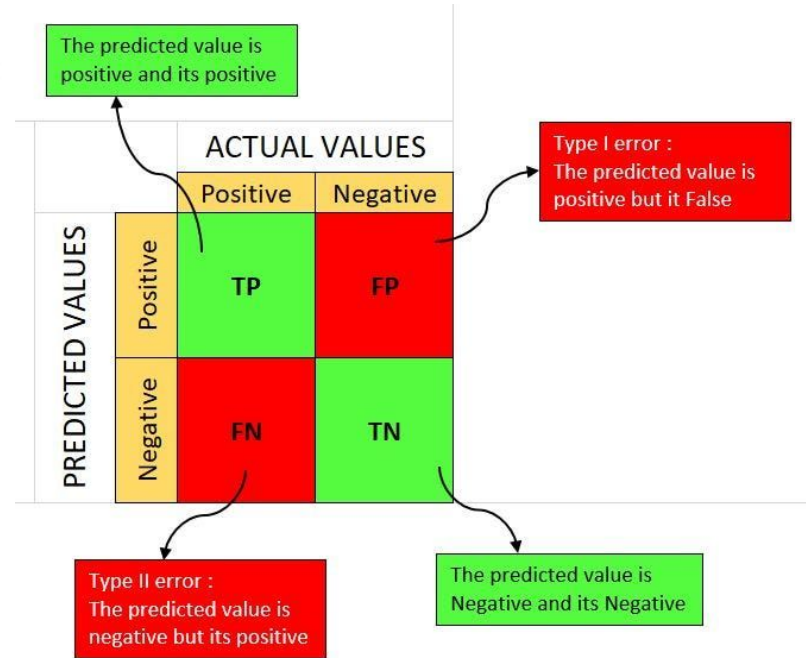 The predicted value is
positive and its positive
ACTUAL VALUES
Type I error :
The predicted value is
positive but it False
Positive
Negative
PREDICTED VALUES
Positive
TP
FP
Negative
FN
TN
Type II error :
The predicted value is
negative but its positive
The predicted value is
Negative and its Negative